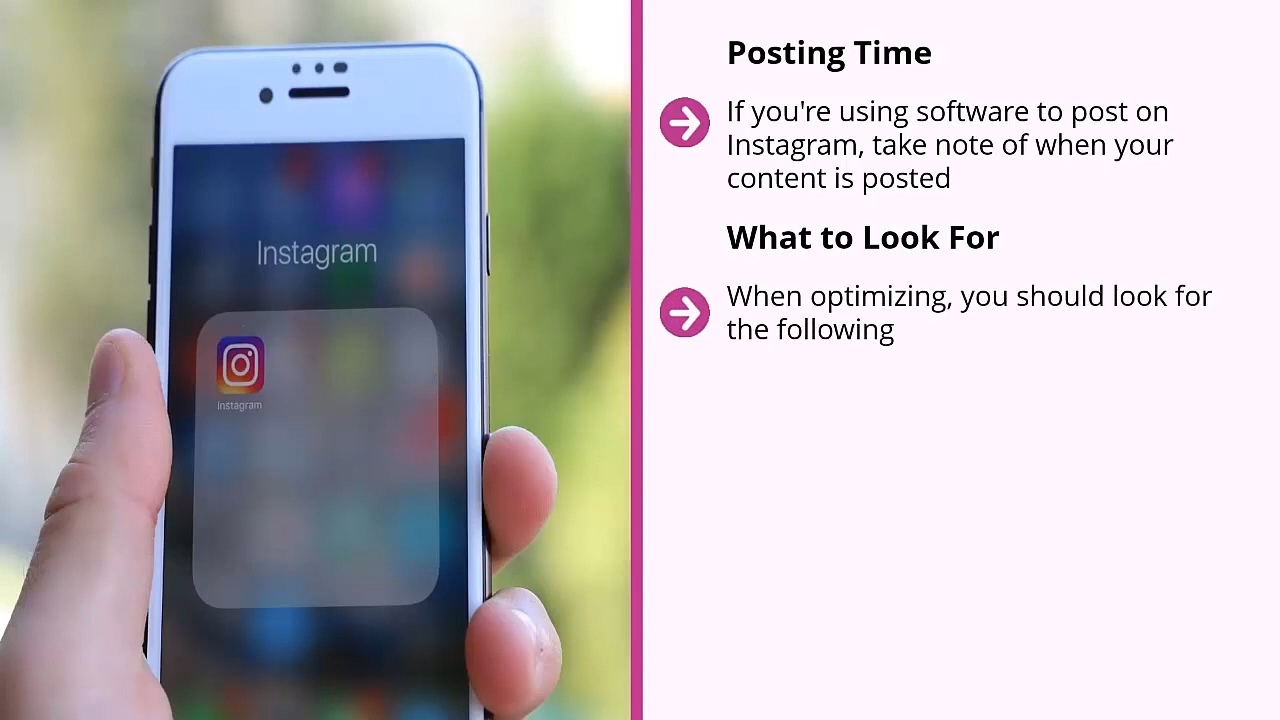 Instagram
Instagram
Posting Time
If you're using software to post on
Instagram, take note of when your
content is posted
What to Look For
When optimizing, you should look for
the following